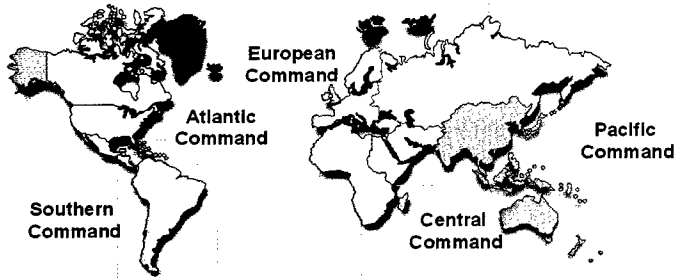 European
Command
Atlantic
Command
Pacific
Command
Southern
Command
Central
Command